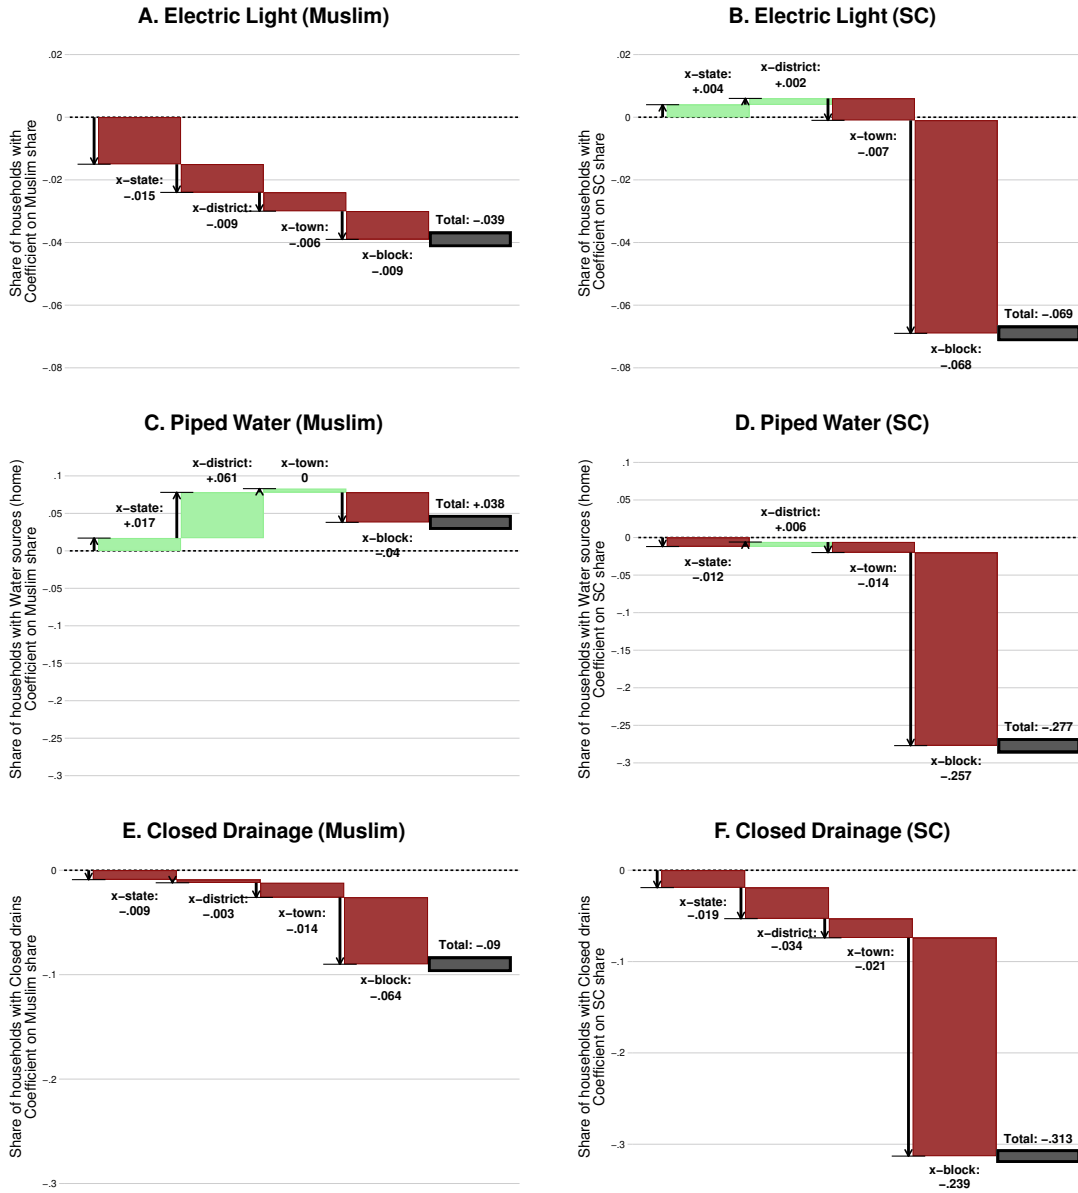 A. Electric Light (Muslim)
Share of households with
Coefficient on Muslim share
.02
0
−.02
−.04
−.06
−.08
x−state:
−.015
x−district:
−.009
x−town:
−.006
x−block:
−.009
Total: −.039
B. Electric Light (SC)
Share of households with
Coefficient on SC share
.02
0
−.02
−.04
−.06
−.08
x−state:
+.004
x−district:
+.002
x−town:
−.007
x−block:
−.068
Total: −.069
C. Piped Water (Muslim)
Share of households with Water sources (home)
Coefficient on Muslim share
.1
.05
0
−.05
−.1
−.15
−.2
−.25
−.3
x−state:
+.017
x−district:
+.061
x−town:
0
x−block:
−.04
Total: +.038
D. Piped Water (SC)
Share of households with Water sources (home)
Coefficient on SC share
.1
.05
0
−.05
−.1
−.15
−.2
−.25
−.3
x−state:
−.012
x−district:
+.006
x−town:
−.014
x−block:
−.257
Total: −.277
E. Closed Drainage (Muslim)
Share of households with Closed drains
Coefficient on Muslim share
0
−.1
−.2
−.3
x−state:
−.009
x−district:
−.003
x−town:
−.014
x−block:
−.064
Total: −.09
F. Closed Drainage (SC)
Share of households with Closed drains
Coefficient on SC share
0
−.1
−.2
−.3
x−state:
−.019
x−district:
−.034
x−town:
−.021
x−block:
−.239
Total: −.313